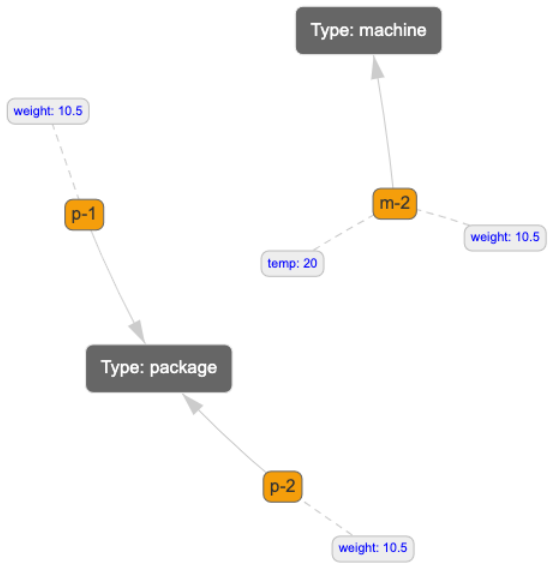 Type: machine
weight: 10.5
p-1
m-2
weight: 10.5
temp: 20
Type: package
p-2
weight: 10.5